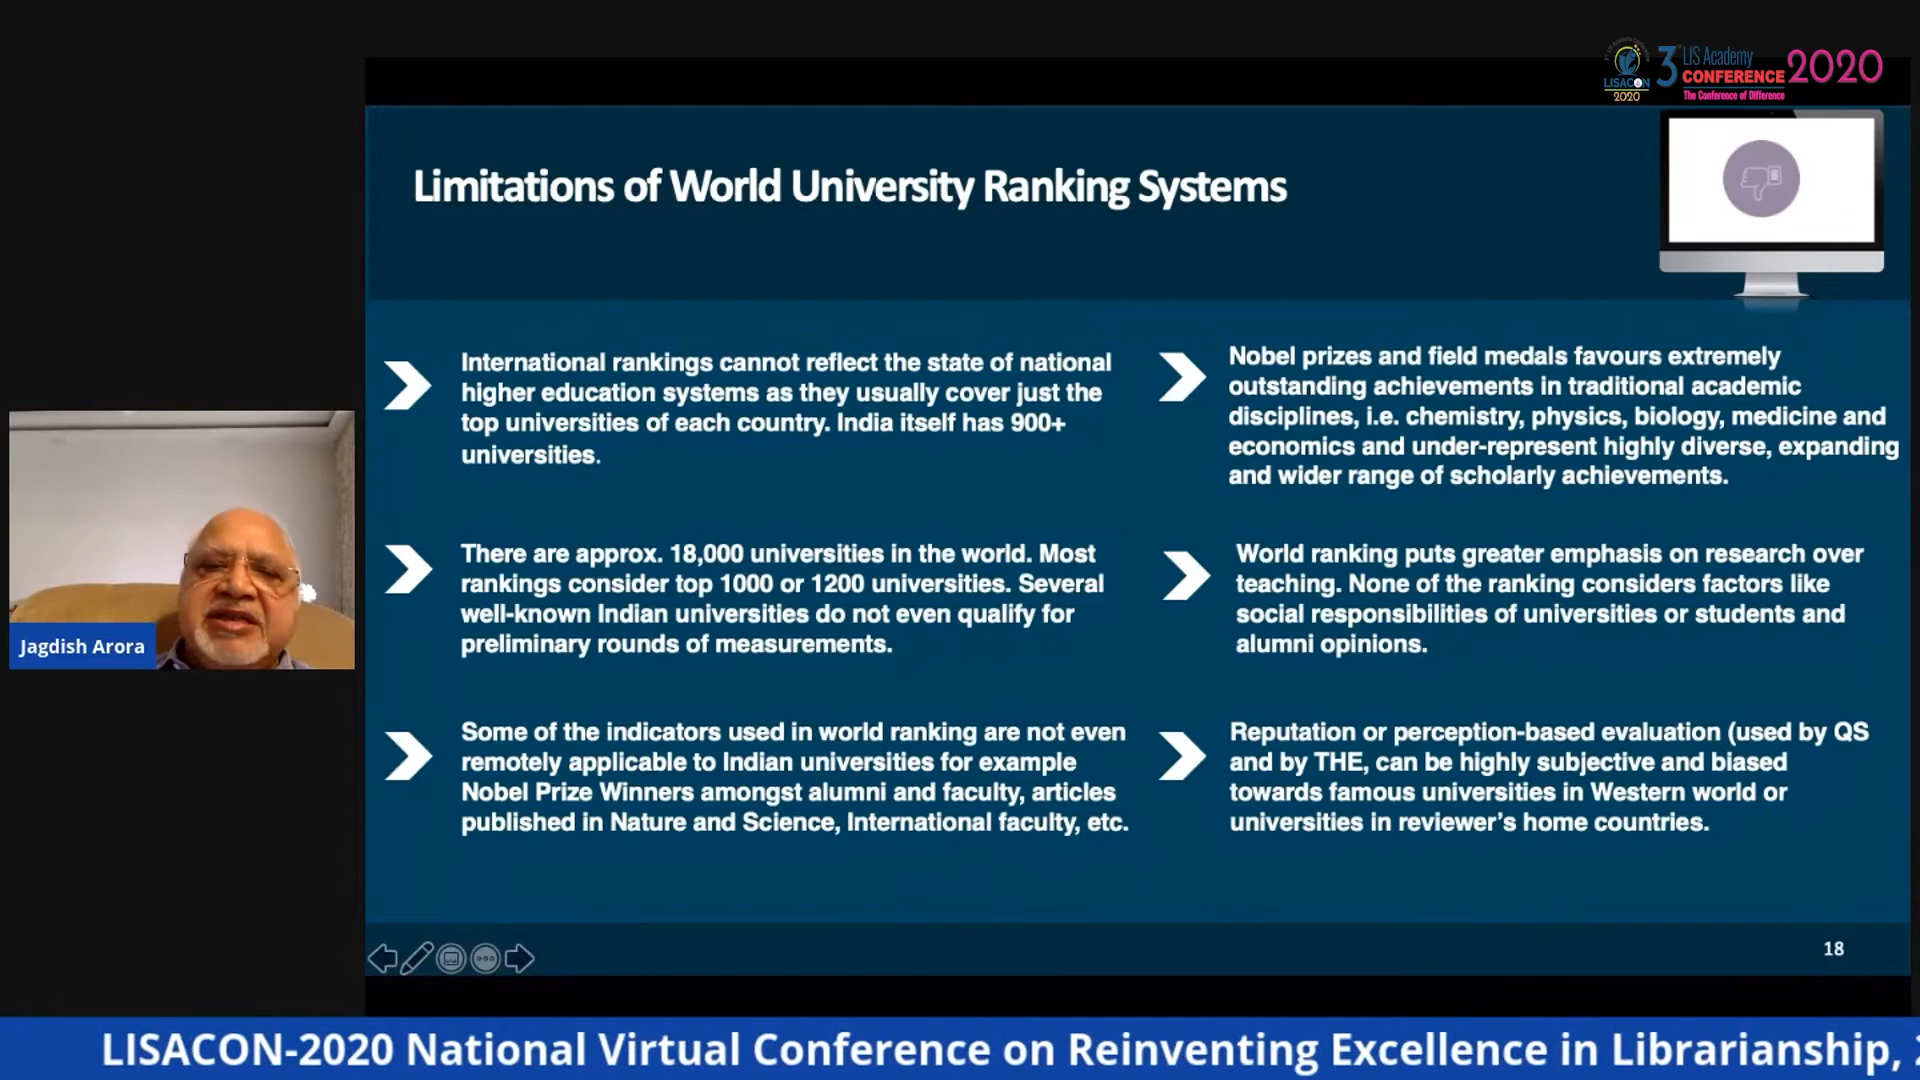 LISACON
2020
3rd LIS Academy
CONFERENCE 2020
The Conference of Difference
Limitations of World University Ranking Systems
International rankings cannot reflect the state of national
higher education systems as they usually cover just the
top universities of each country. India itself has 900+
universities.
There are approx. 18,000 universities in the world. Most
rankings consider top 1000 or 1200 universities. Several
well-known Indian universities do not even qualify for
preliminary rounds of measurements.
Some of the indicators used in world ranking are not even
remotely applicable to Indian universities for example
Nobel Prize Winners amongst alumni and faculty, articles
published in Nature and Science, International faculty, etc.
Nobel prizes and field medals favours extremely
outstanding achievements in traditional academic
disciplines, i.e. chemistry, physics, biology, medicine and
economics and under-represent highly diverse, expanding
and wider range of scholarly achievements.
World ranking puts greater emphasis on research over
teaching. None of the ranking considers factors like
social responsibilities of universities or students and
alumni opinions.
Reputation or perception-based evaluation (used by QS
and by THE, can be highly subjective and biased
towards famous universities in Western world or
universities in reviewer’s home countries.
Jagdish Arora
18
LISACON-2020 National Virtual Conference on Reinventing Excellence in Librarianship,